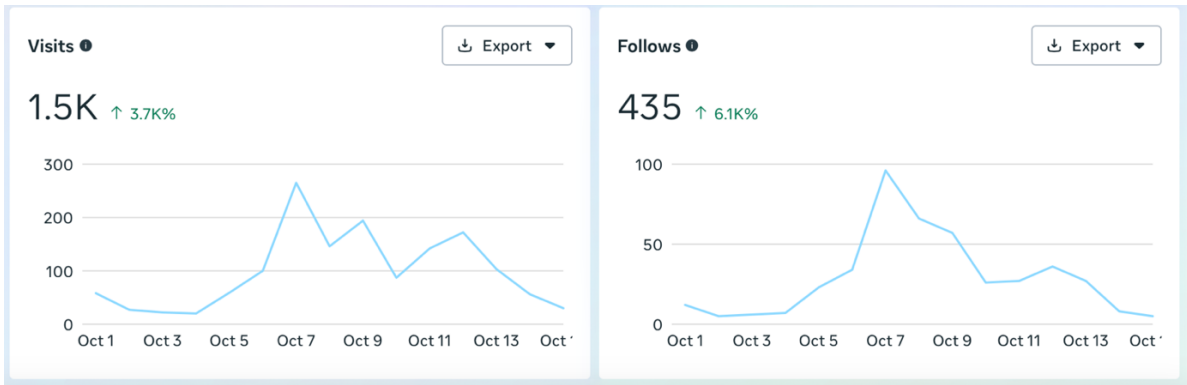 Visits
Export
1.5K ↑ 3.7K%
300
200
100
0
Oct 1 Oct 3 Oct 5 Oct 7 Oct 9 Oct 11 Oct 13 Oct
Follows
Export
435 ↑ 6.1K%
100
50
0
Oct 1 Oct 3 Oct 5 Oct 7 Oct 9 Oct 11 Oct 13 Oct